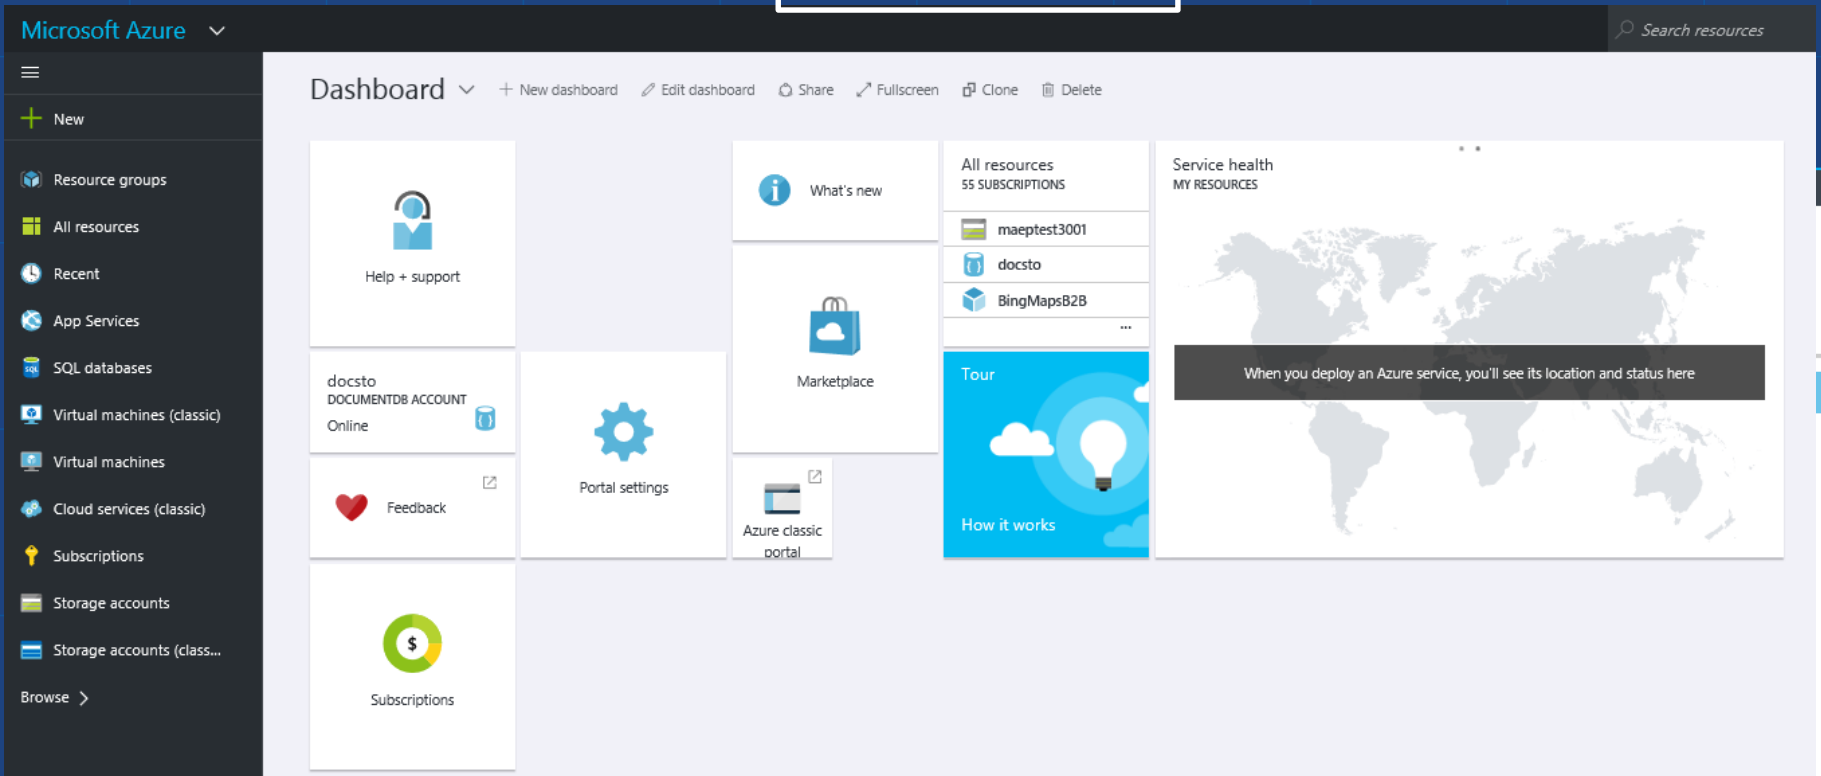 Microsoft Azure
Search resources
New
Resource groups
All resources
Recent
App Services
SQL databases
Virtual machines (classic)
Virtual machines
Cloud services (classic)
Subscriptions
Storage accounts
Storage accounts (class...
Browse
Dashboard
New dashboard
Edit dashboard
Share
Fullscreen
Clone
Delete
Help + support
docsto
DOCUMENTDB ACCOUNT
Online
Feedback
Subscriptions
$
Portal settings
What's new
Marketplace
Azure classic
portal
All resources
55 SUBSCRIPTIONS
maeptest3001
docsto
BingMapsB2B
...
Tour
How it works
Service health
MY RESOURCES
When you deploy an Azure service, you'll see its location and status here